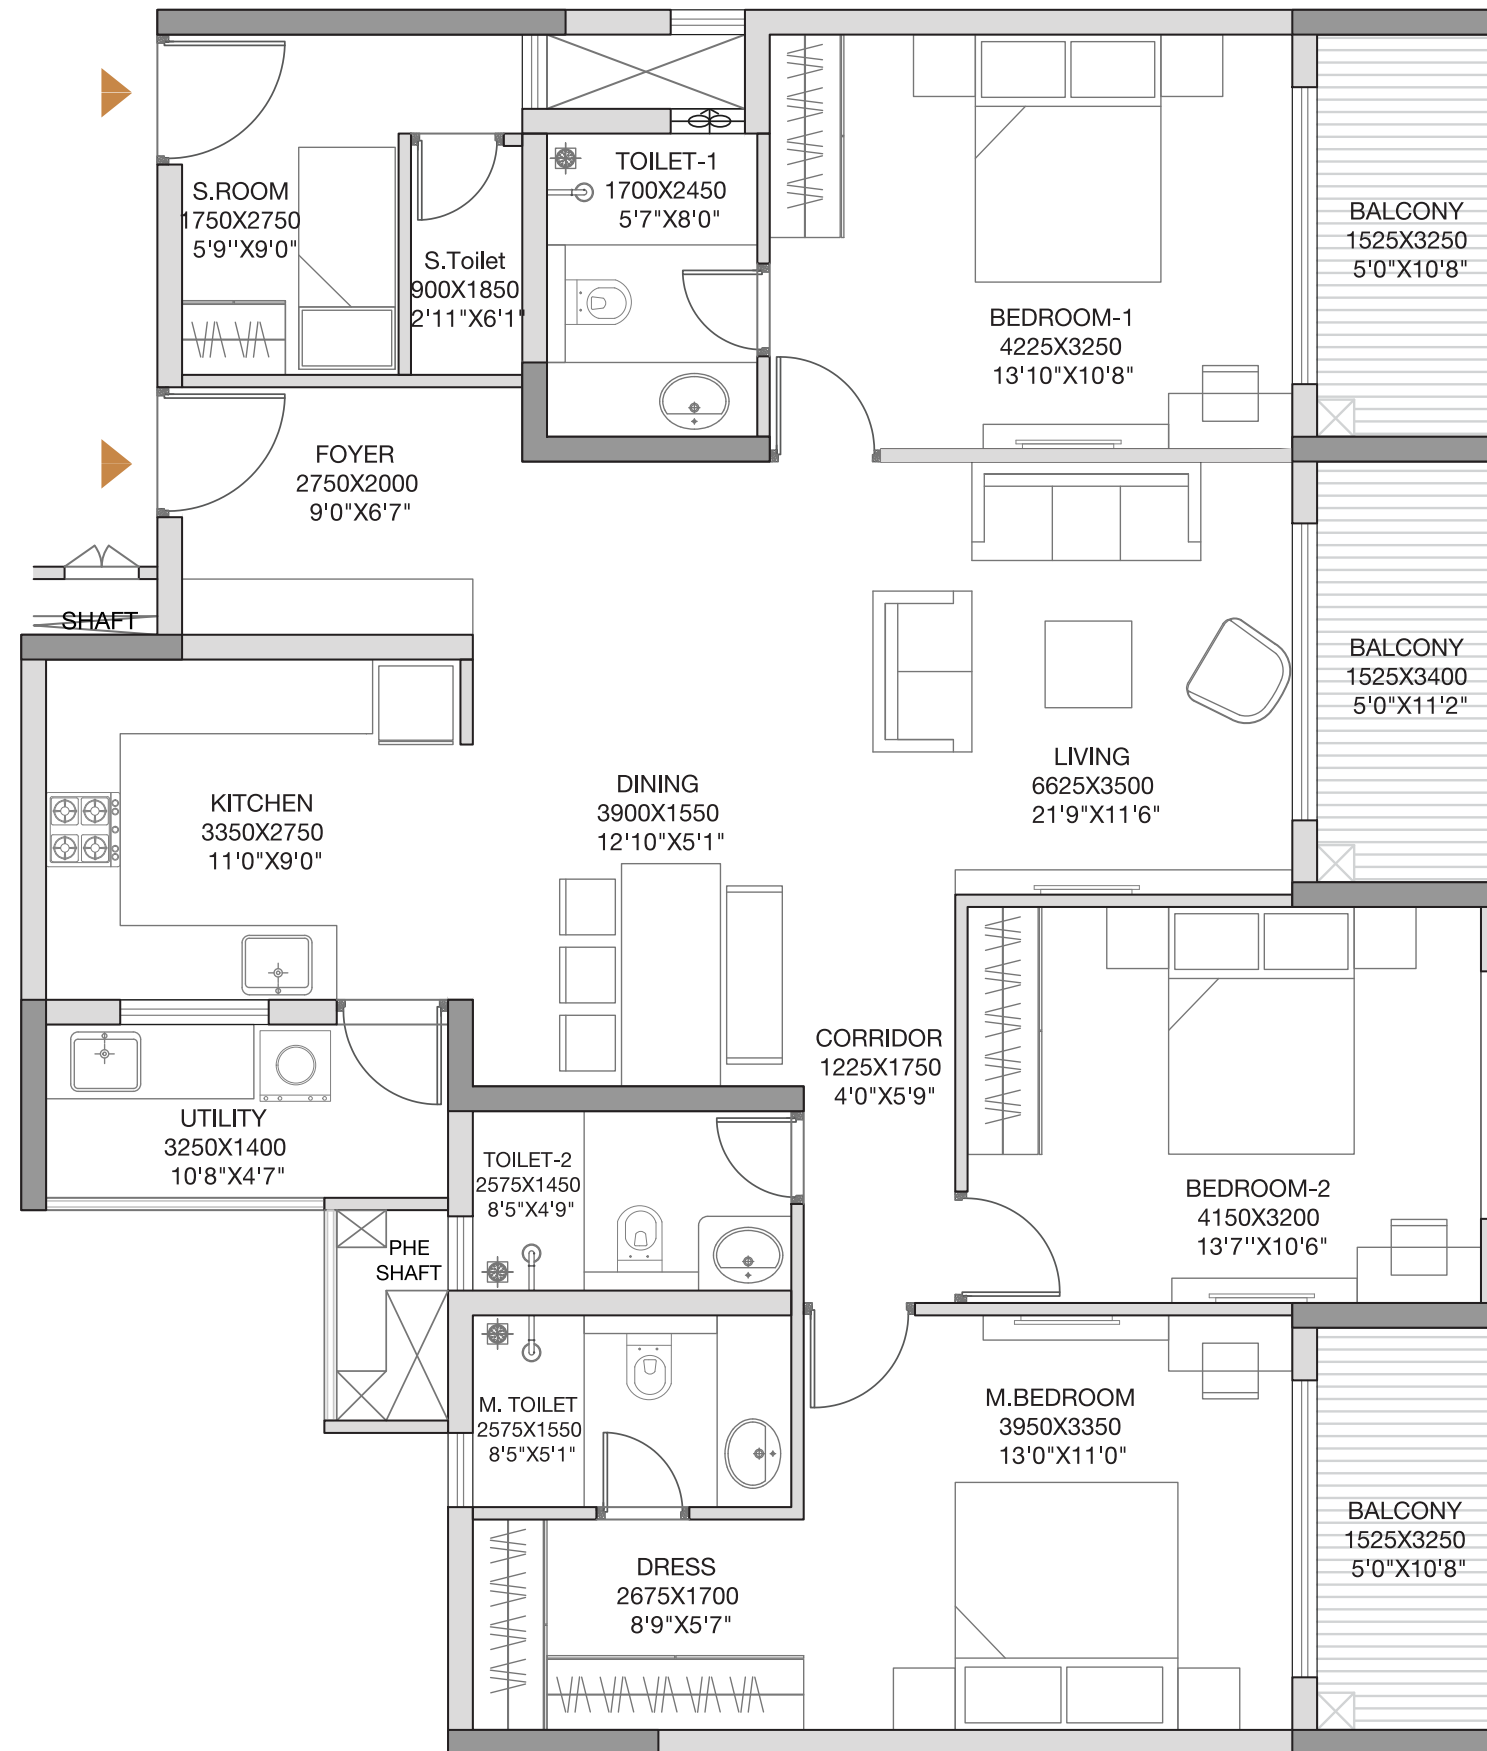 S.ROOM
1750X2750
5'9''X9'0"
S.Toilet
900X1850
2'11"X6'1"
TOILET-1
1700X2450
5'7"X8'0"
BEDROOM-1
4225X3250
13'10"X10'8"
BALCONY
1525X3250
5'0"X10'8"
FOYER
2750X2000
9'0"X6'7"
SHAFT
KITCHEN
3350X2750
11'0"X9'0"
DINING
3900X1550
12'10"X5'1"
LIVING
6625X3500
21'9"X11'6"
BALCONY
1525X3400
5'0"X11'2"
UTILITY
3250X1400
10'8"X4'7"
CORRIDOR
1225X1750
4'0"X5'9"
TOILET-2
2575X1450
8'5"X4'9"
BEDROOM-2
4150X3200
13'7''X10'6"
PHE
SHAFT
M. TOILET
2575X1550
8'5"X5'1"
M.BEDROOM
3950X3350
13'0"X11'0"
DRESS
2675X1700
8'9"X5'7"
BALCONY
1525X3250
5'0"X10'8"